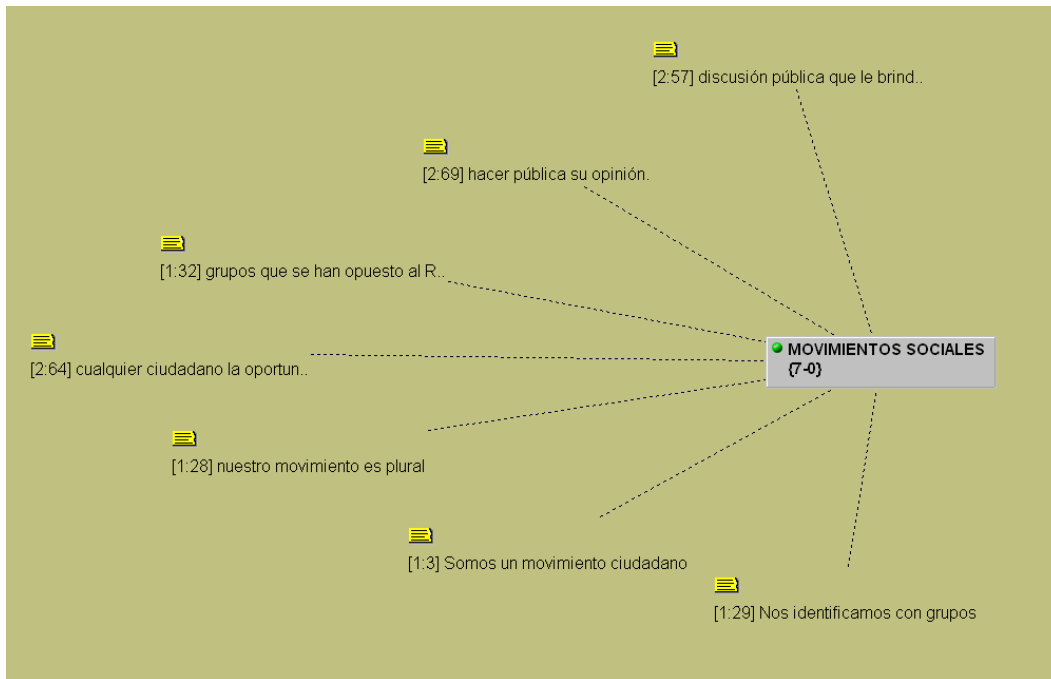 [2:57] discusión pública que le brind..
[2:69] hacer pública su opinión.
[1:32] grupos que se han opuesto al R..
MOVIMIENTOS SOCIALES
{7-0}
[2:64] cualquier ciudadano la oportun..
[1:28] nuestro movimiento es plural
[1:3] Somos un movimiento ciudadano
[1:29] Nos identificamos con grupos